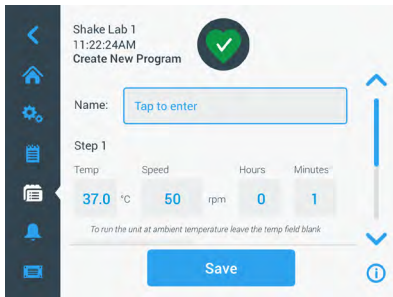 Shake Lab 1
11:22:24AM
Create New Program
Name: Tap to enter
Step 1
Temp Speed Hours Minutes
37.0 °C 50 rpm 0 1
To run the unit at ambient temperature leave the temp field blank
Save